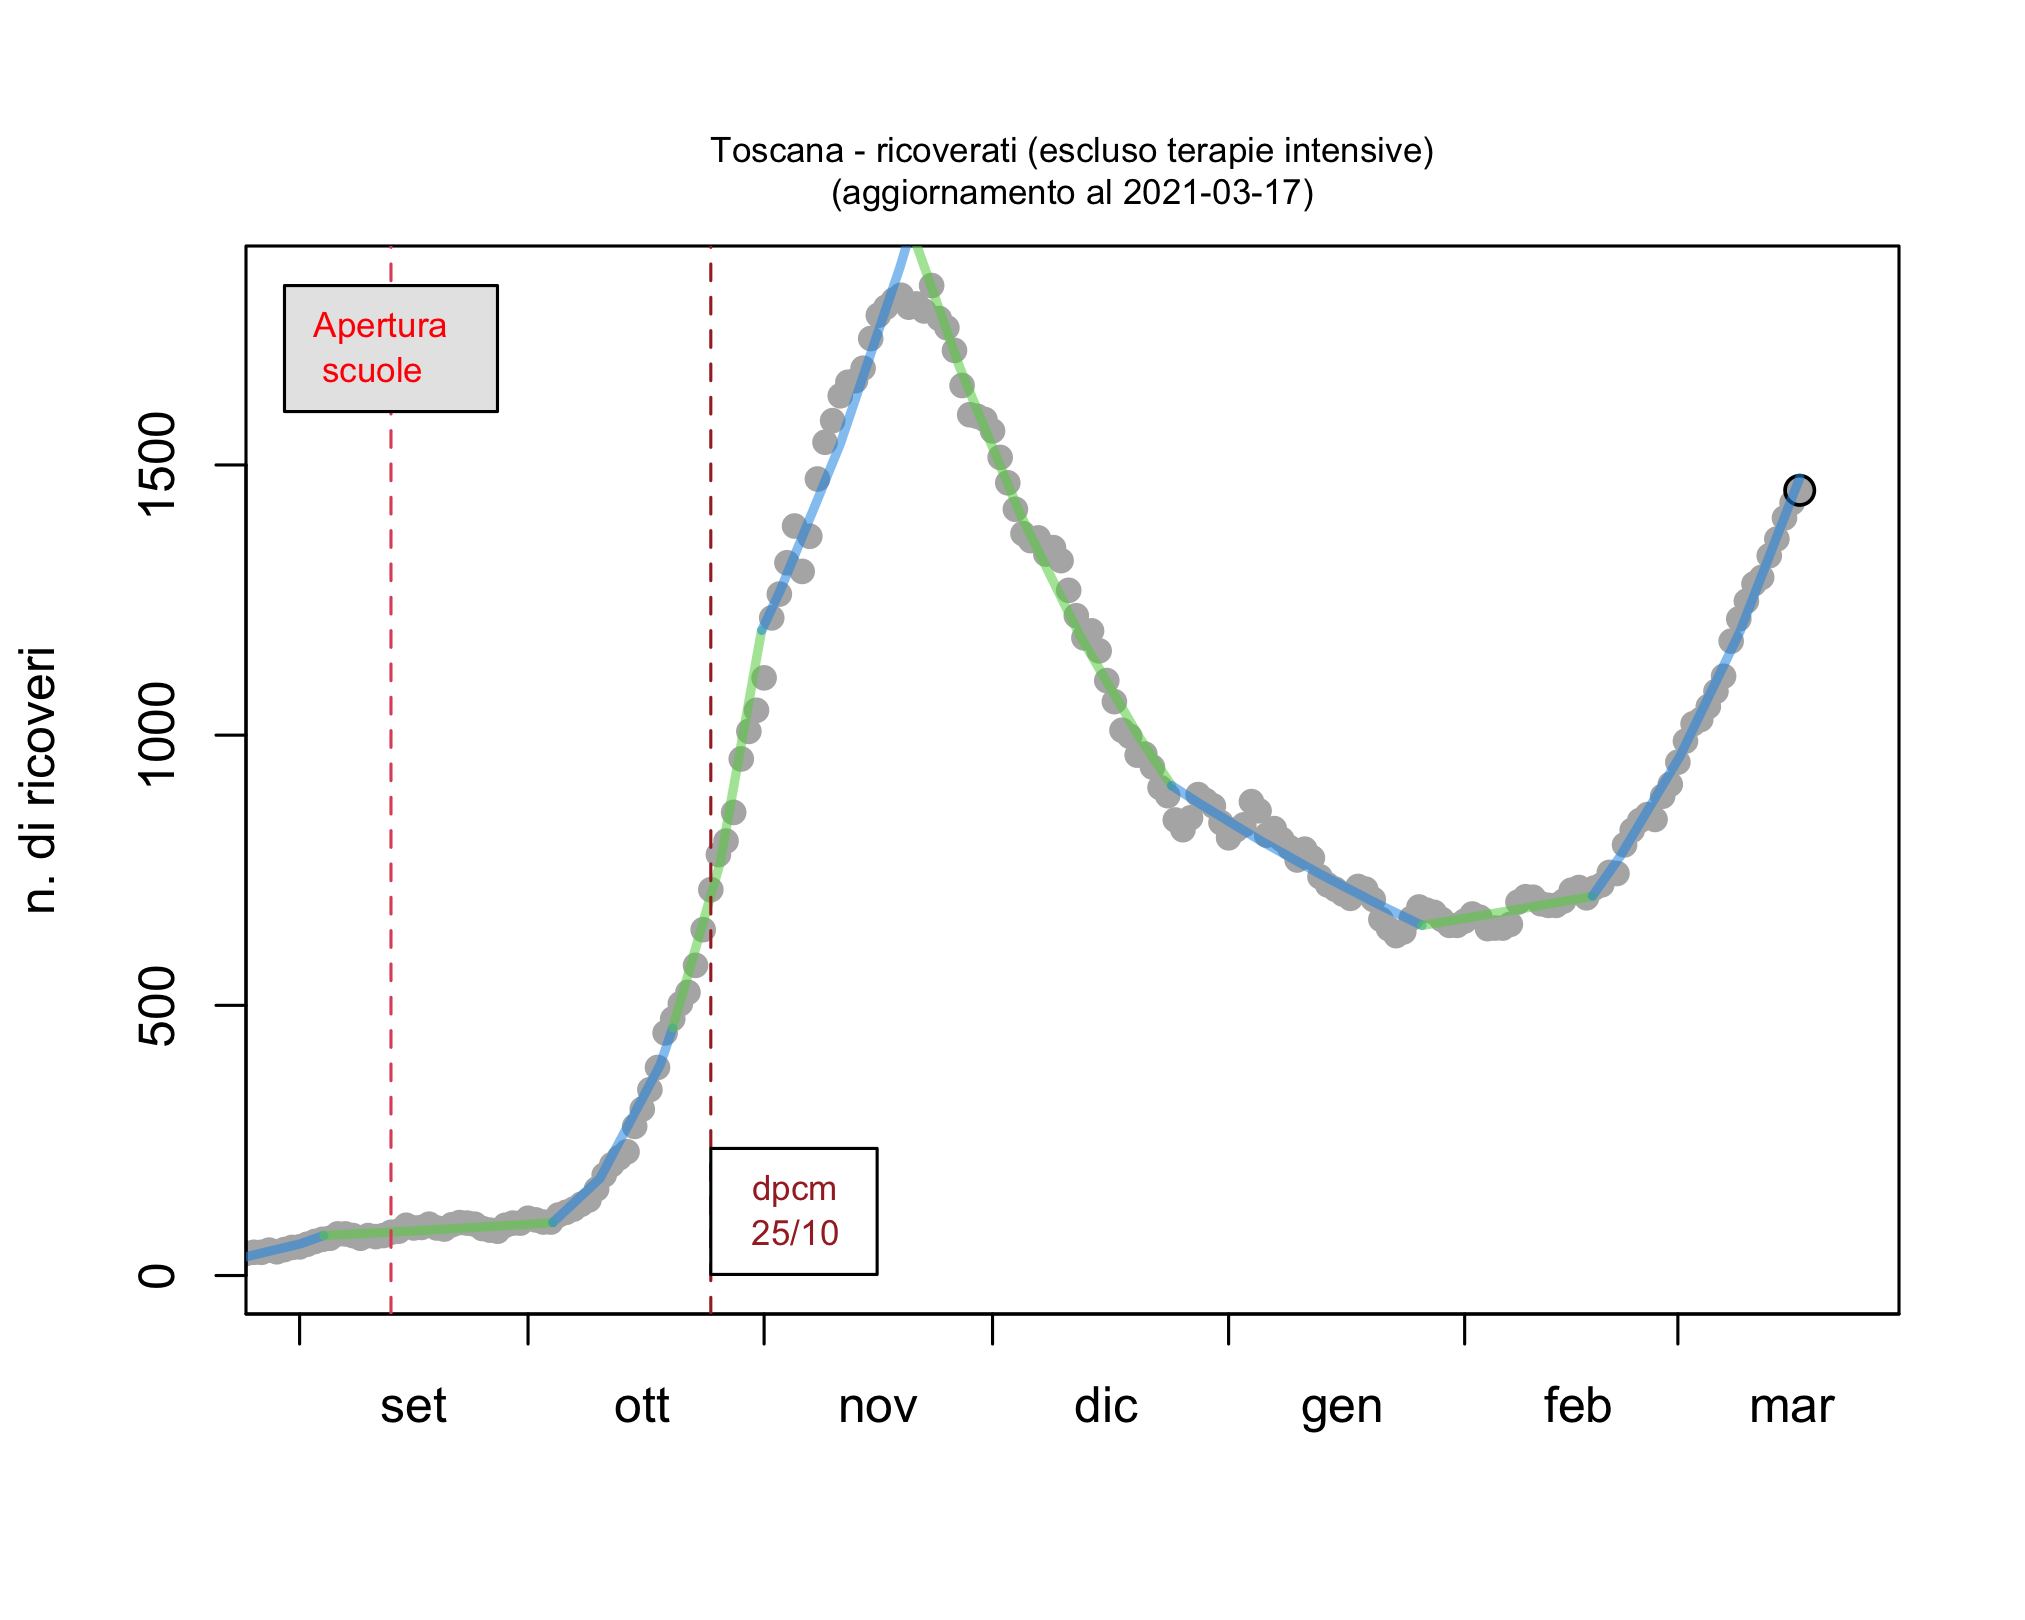 Toscana - ricoverati (escluso terapie intensive)
(aggiornamento al 2021-03-17)
Apertura
scuole
n. di ricoveri
1500
1000
500
0
dpcm
25/10
set ott nov dic gen feb mar